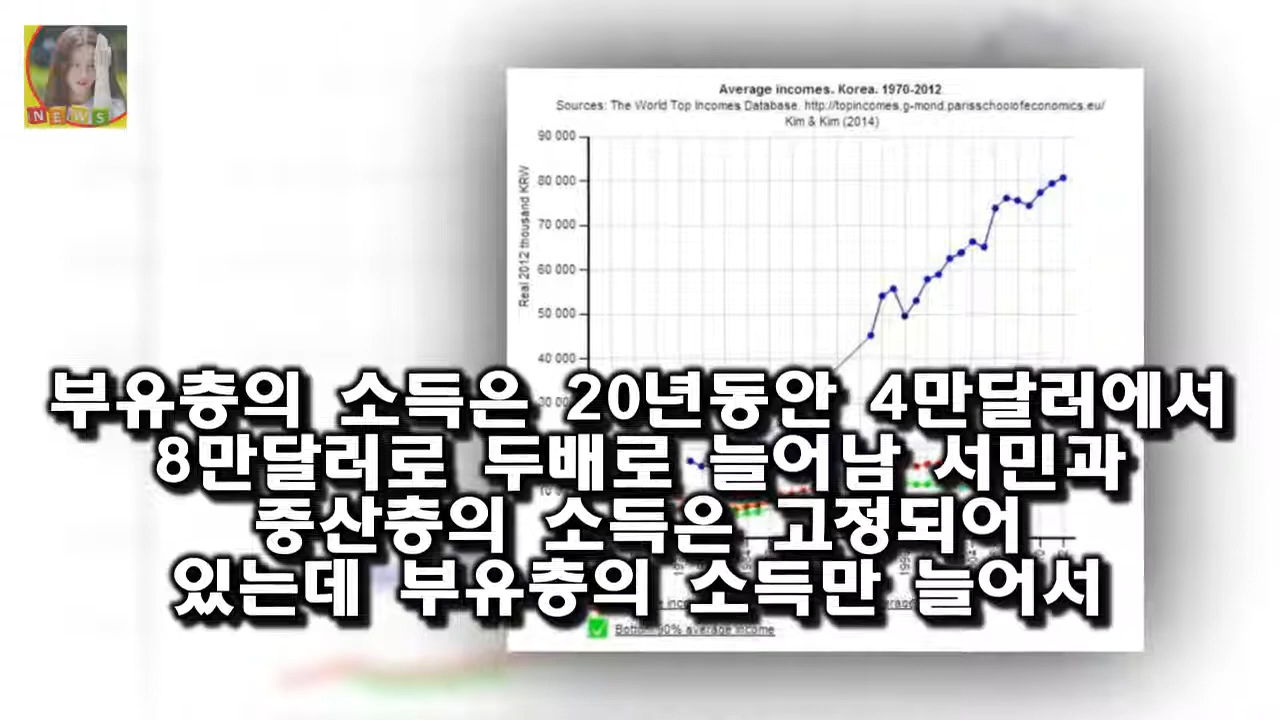 NEWS
Average incomes. Korea. 1970-2012
Sources: The World Top Incomes Database. http://topincomes.g-mond.parisschoolofeconomics.eu/
Kim & Kim (2014)
90 000
80 000
70 000
60 000
50 000
40 000
Real 2012 thousand KRW
부유층의 소득은 20년동안 4만달러에서
8만달러로 두배로 늘어남 서민과
중산층의 소득은 고정되어
있는데 부유층의 소득만 늘어서
Bottom 90% average income